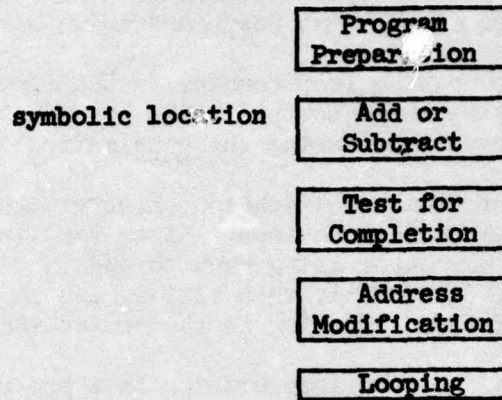 Program
Preparation
symbolic location
Add or
Subtract
Test for
Completion
Address
Modification
Looping